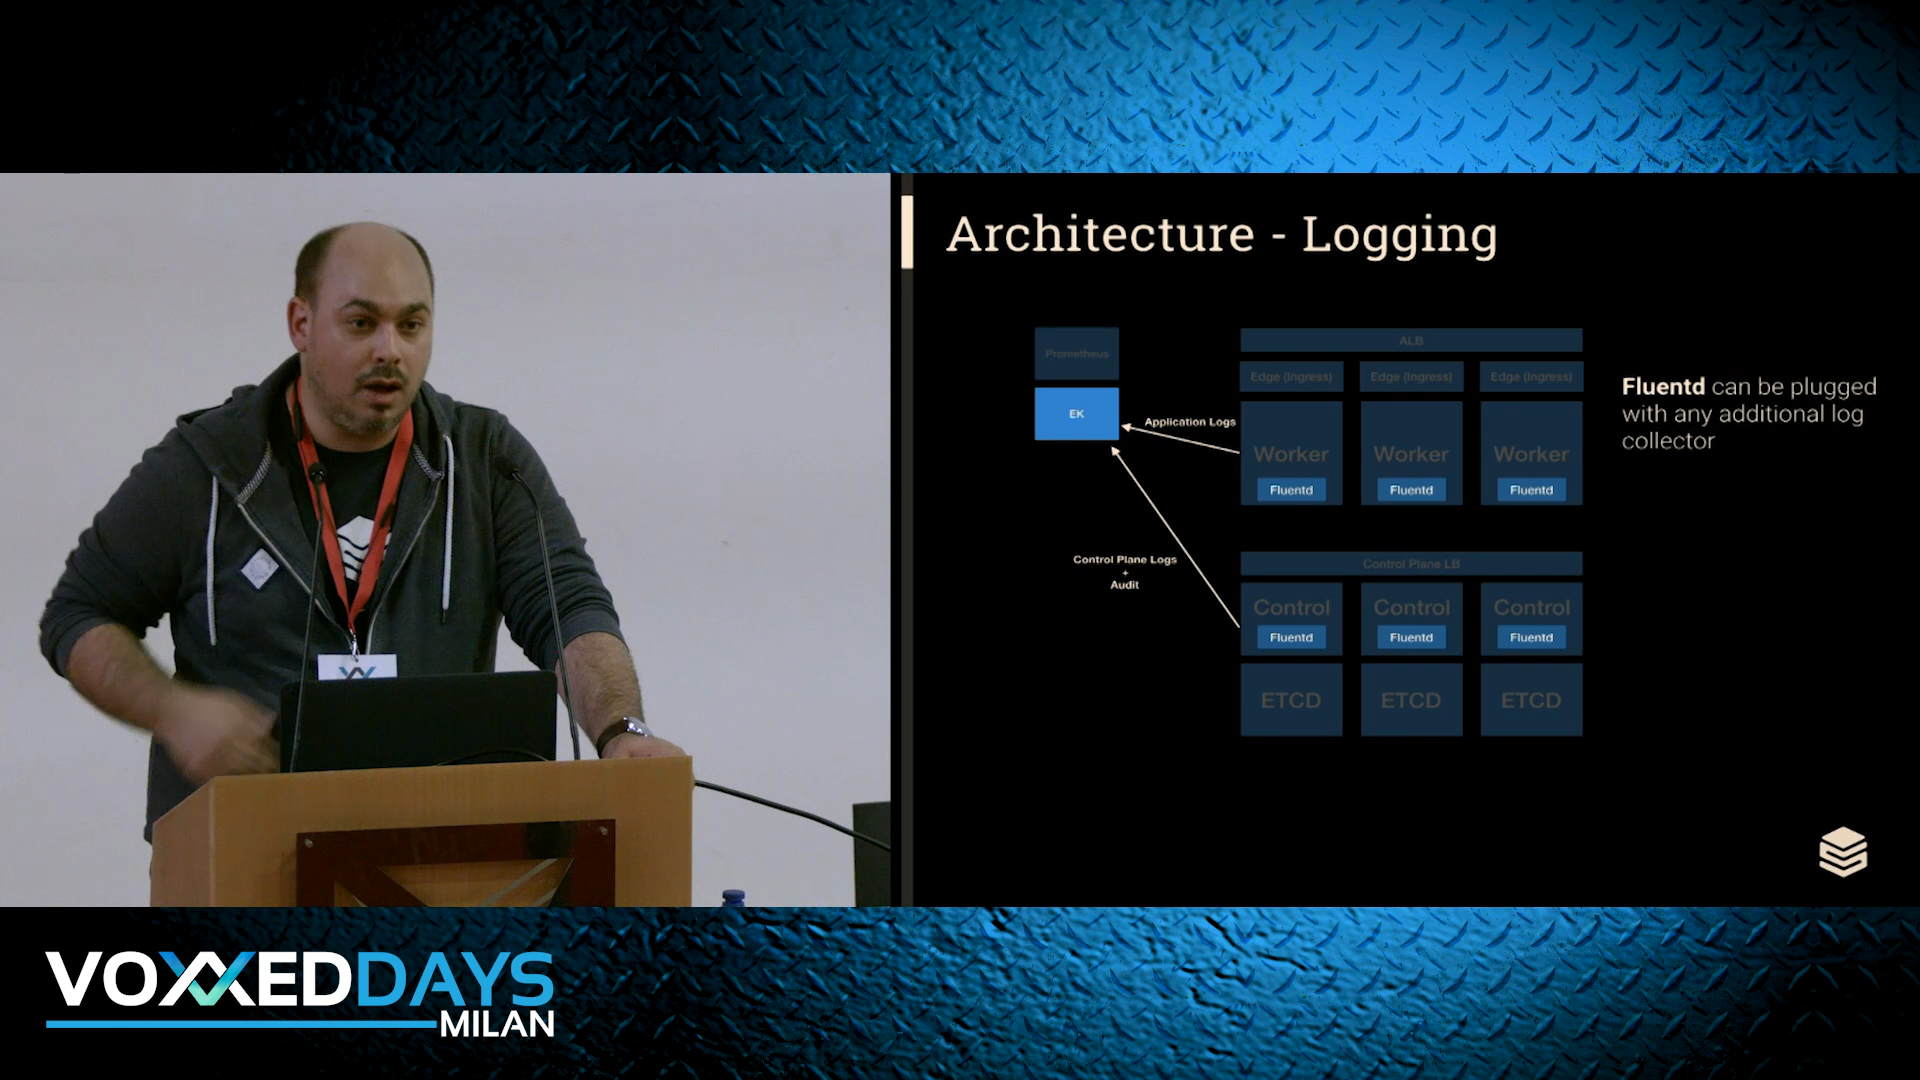 Architecture - Logging
Prometheus
EK
Application Logs
Control Plane Logs
+
Audit
ALB
Edge (Ingress) Edge (Ingress) Edge (Ingress)
Worker Worker Worker
Fluentd Fluentd Fluentd
Control Plane LB
Control Control Control
Fluentd Fluentd Fluentd
ETCD ETCD ETCD
Fluentd can be plugged
with any additional log
collector
VOXXEDDAYS
MILAN